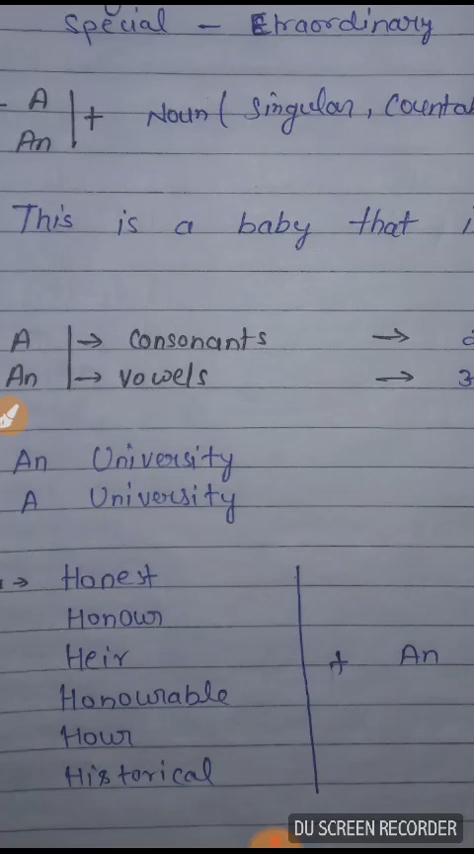 Special – Etraordinary
- A
An + Noun ( Singular, Counta
This is a baby that i
A → Consonants →
An → Vowels → 3
An University
A University
→ Honest
Honour
Heir
Honourable
Hour
Historical
+ An
DU SCREEN RECORDER